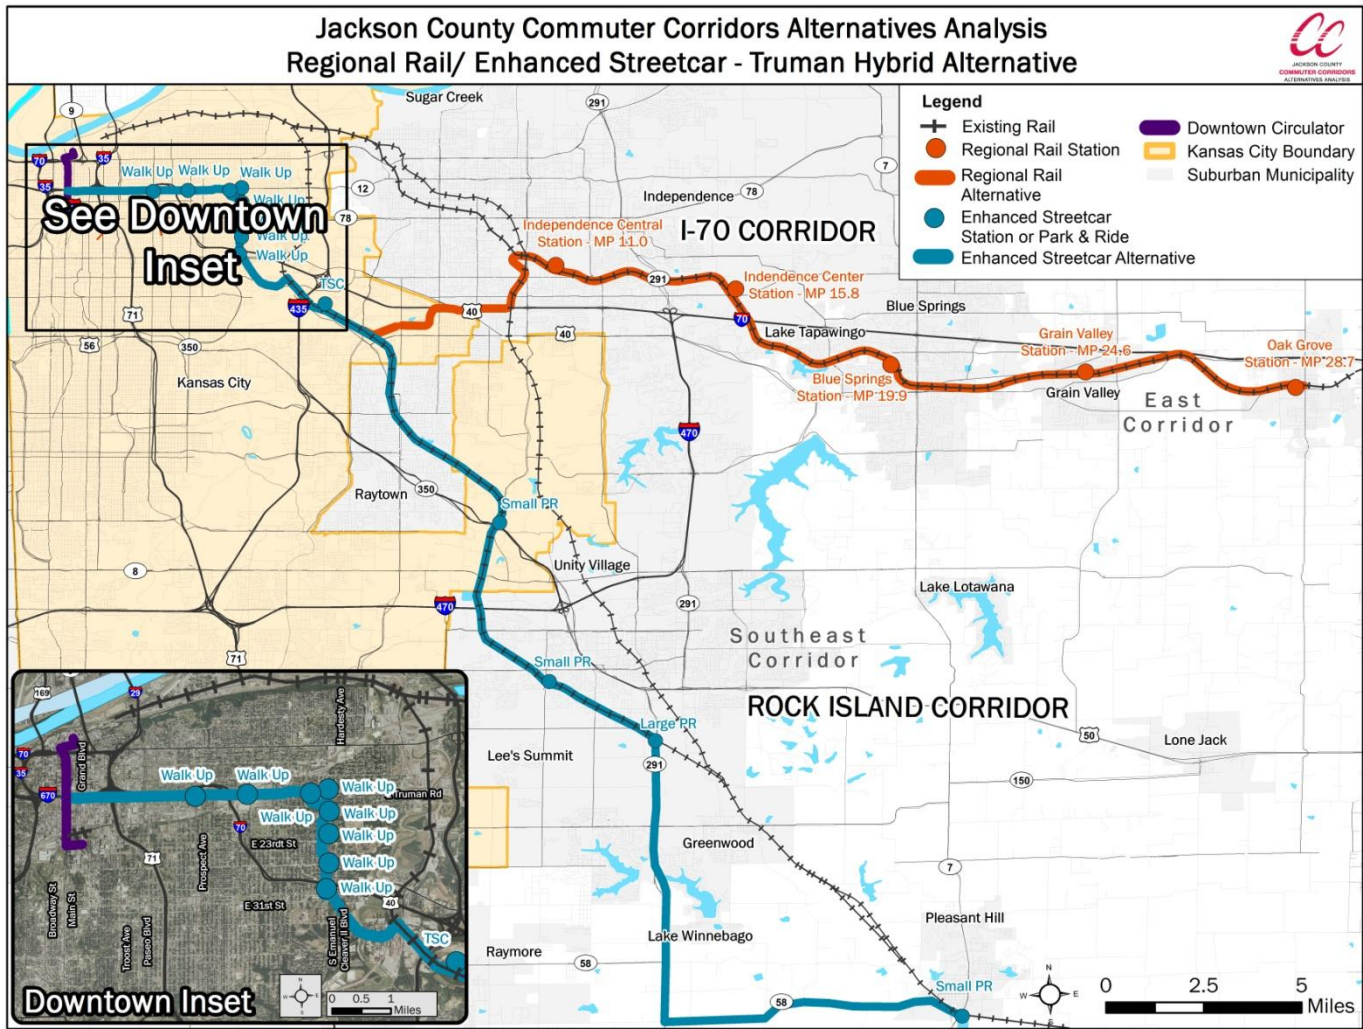 Jackson County Commuter Corridors Alternatives Analysis
Regional Rail/ Enhanced Streetcar - Truman Hybrid Alternative
CC
JACKSON COUNTY
COMMUTER CORRIDORS
ALTERNATIVES ANALYSIS
Legend
Existing Rail
Regional Rail Station
Regional Rail
Alternative
Enhanced Streetcar
Station or Park & Ride
Enhanced Streetcar Alternative
Downtown Circulator
Kansas City Boundary
Suburban Municipality
Sugar Creek
291
9
70
35
35
Walk Up
Walk Up
Walk Up
Walk Up
Walk Up
Walk Up
See Downtown
Inset
12
78
7
Independence
78
I-70 CORRIDOR
Independence Central
Station - MP 11.0
291
Indendence Center
Station - MP 15.8
TSC
435
71
40
40
70
Blue Springs
Lake Tapawingo
Grain Valley
Station - MP 24.6
Oak Grove
Station - MP 28.7
56
350
Kansas City
Blue Springs
Station - MP 19.9
Grain Valley
East
Corridor
470
Raytown
350
Small PR
8
Unity Village
470
291
Lake Lotawana
Southeast
Corridor
71
Small PR
ROCK ISLAND CORRIDOR
Large PR
50
Lone Jack
Lee's Summit
291
150
Greenwood
7
Pleasant Hill
Lake Winnebago
Raymore
58
58
Small PR
N
W
E
S
0
2.5
5
Miles
169
29
70
35
670
Grand Blvd
Hardesty Ave
Walk Up
Walk Up
Walk Up
E Truman Rd
Walk Up
Walk Up
Walk Up
Walk Up
Walk Up
70
71
E 23rdt St
Prospect Ave
E 31st St
40
Broadway St
Main St
Troost Ave
Paseo Blvd
S Emanuel
Cleaver II Blvd
TSC
N
W
E
S
0
0.5
1
Miles
Downtown Inset